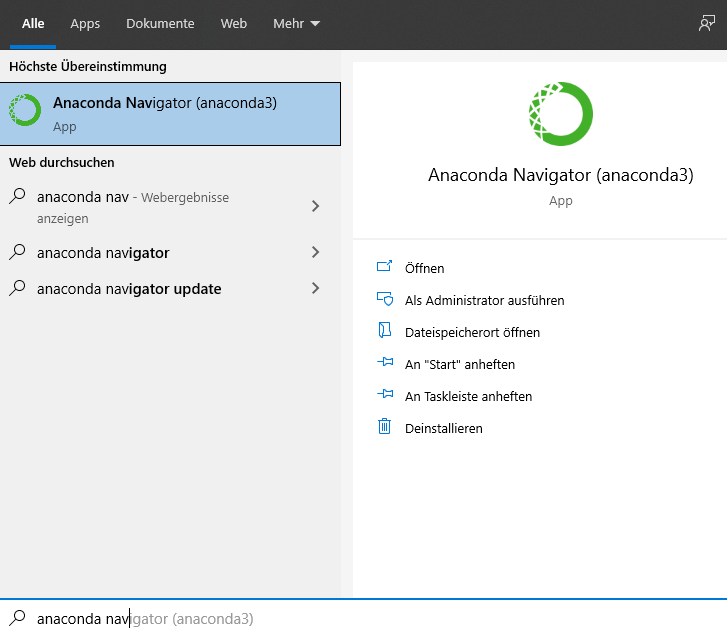 Alle Apps Dokumente Web Mehr
Höchste Übereinstimmung
Anaconda Navigator (anaconda3)
App
Web durchsuchen
anaconda nav - Webergebnisse
anzeigen
anaconda navigator
anaconda navigator update
Anaconda Navigator (anaconda3)
App
Öffnen
Als Administrator ausführen
Dateispeicherort öffnen
An "Start" anheften
An Taskleiste anheften
Deinstallieren
anaconda navigator (anaconda3)